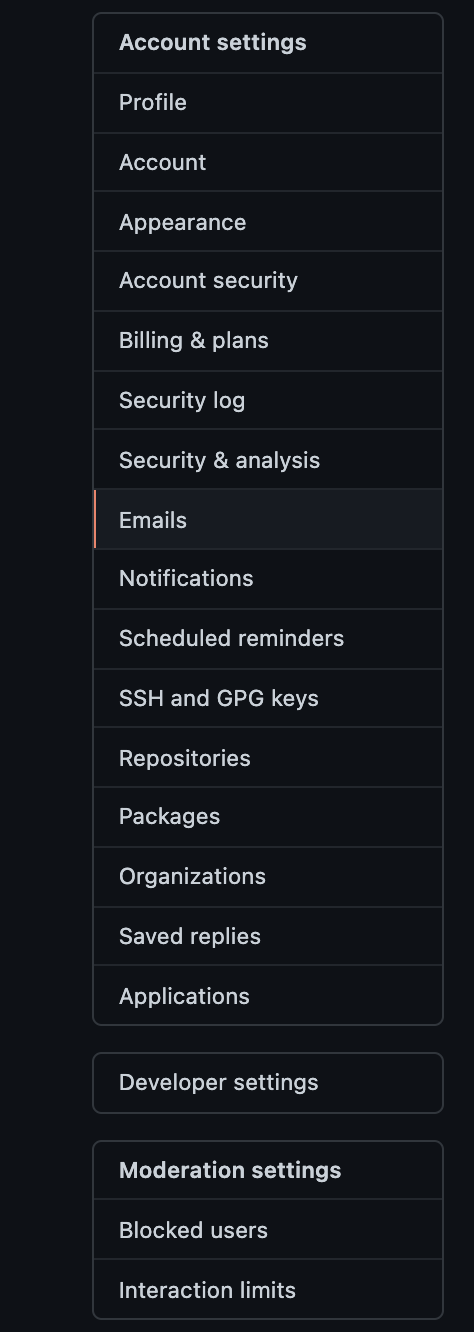 Account settings
Profile
Account
Appearance
Account security
Billing & plans
Security log
Security & analysis
Emails
Notifications
Scheduled reminders
SSH and GPG keys
Repositories
Packages
Organizations
Saved replies
Applications
Developer settings
Moderation settings
Blocked users
Interaction limits